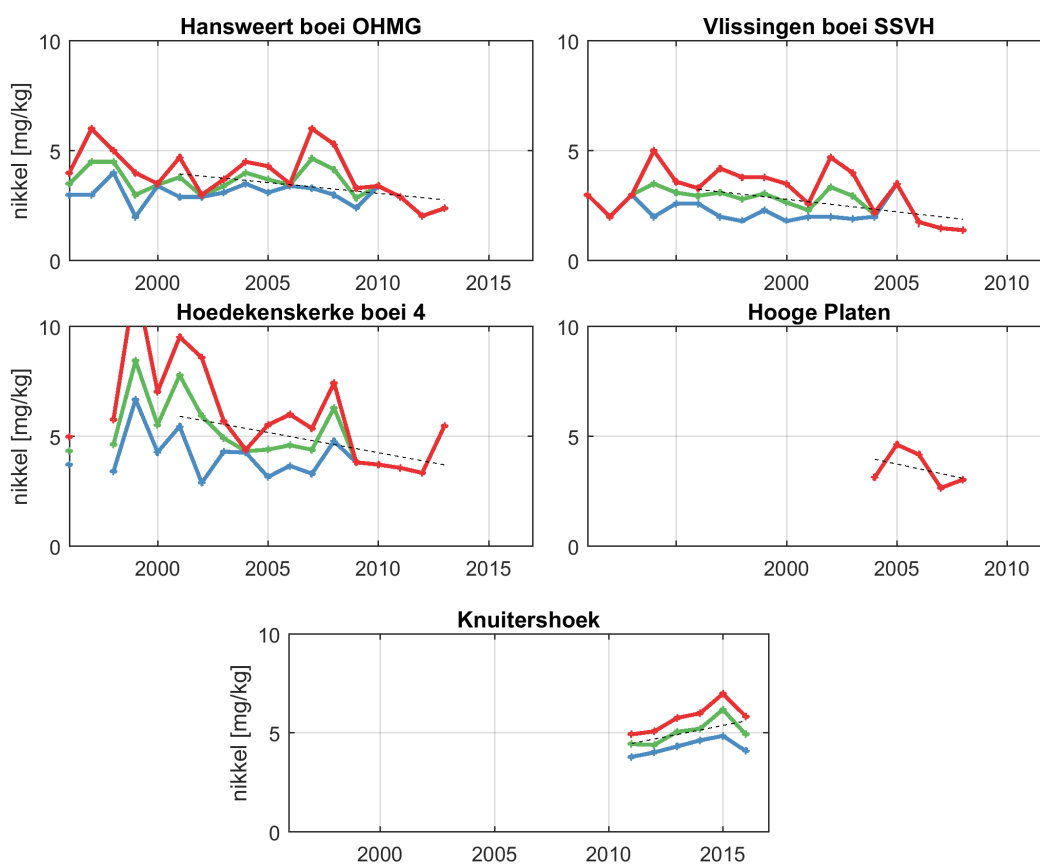 Hansweert boei OHMG
Vlissingen boei SSVH
10
5
0
nikkel [mg/kg]
2000 2005 2010 2015
10
5
0
2000 2005 2010
Hoedekenskerke boei 4
Hooge Platen
10
5
0
nikkel [mg/kg]
2000 2005 2010 2015
10
5
0
2000 2005 2010
Knuitershoek
10
5
0
nikkel [mg/kg]
2000 2005 2010 2015